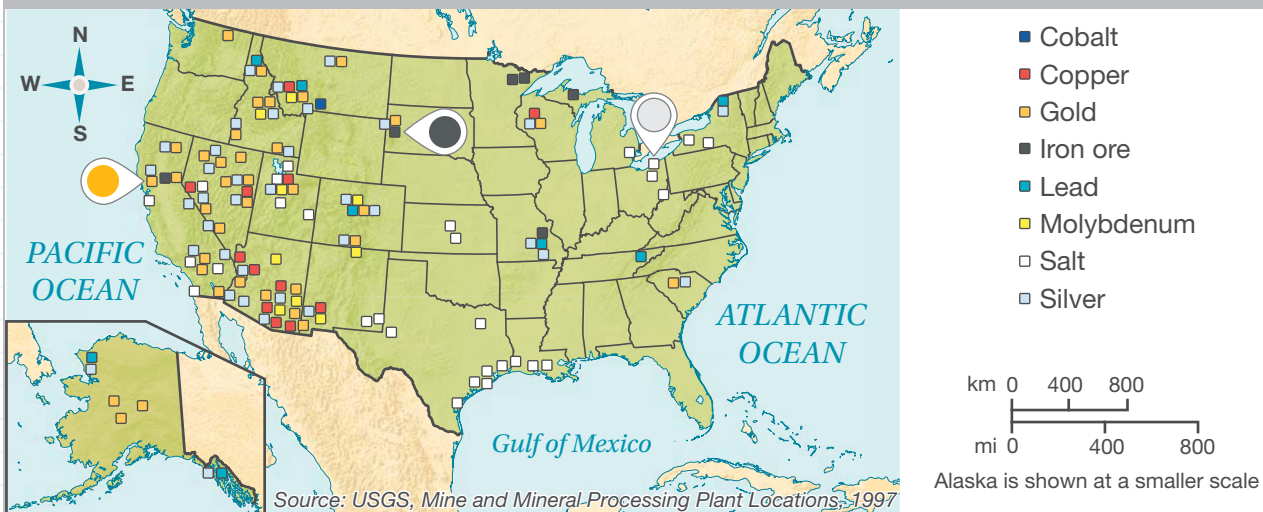 N
W E
S
PACIFIC
OCEAN
ATLANTIC
OCEAN
Gulf of Mexico
Source: USGS, Mine and Mineral Processing Plant Locations, 1997
Cobalt
Copper
Gold
Iron ore
Lead
Molybdenum
Salt
Silver
km 0 400 800
mi 0 400 800
Alaska is shown at a smaller scale